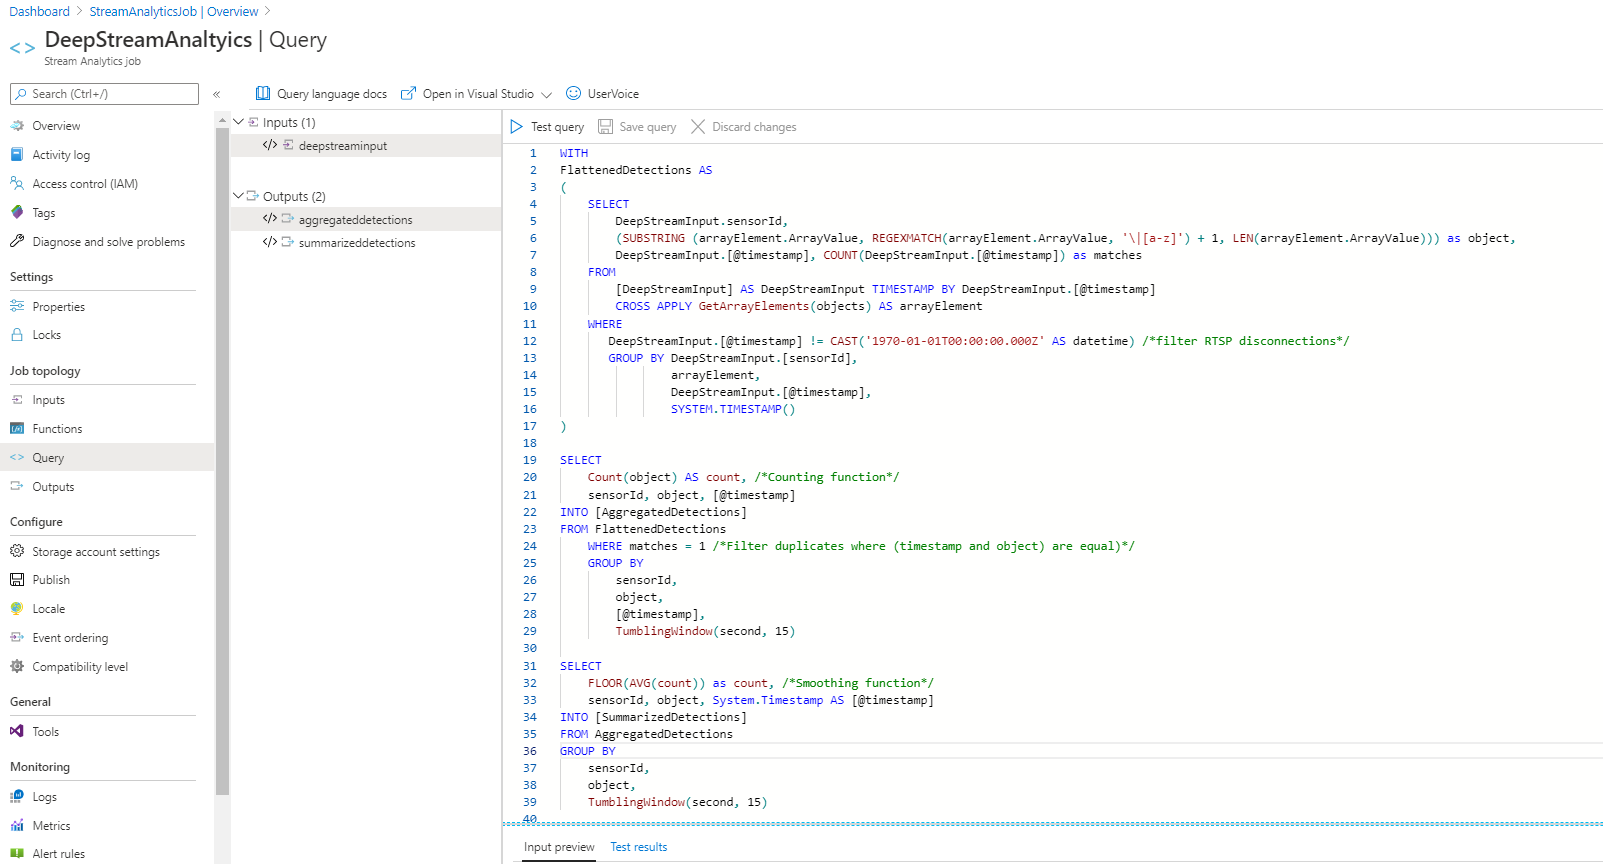 Dashboard > StreamAnalyticsJob | Overview >
<> DeepStreamAnaltyics | Query
Stream Analytics job
Search (Ctrl+/)
«
Overview
Activity log
Access control (IAM)
Tags
Diagnose and solve problems
Settings
Properties
Locks
Job topology
Inputs
Functions
Query
Outputs
Configure
Storage account settings
Publish
Locale
Event ordering
Compatibility level
General
Tools
Monitoring
Logs
Metrics
Alert rules
Query language docs Open in Visual Studio UserVoice
Inputs (1)
</> deepstreaminput
Outputs (2)
</> aggregateddetections
</> summarizeddetections
Test query Save query Discard changes
1 WITH
2 FlattenedDetections AS
3 (
4 SELECT
5 DeepStreamInput.sensorId,
6 (SUBSTRING (arrayElement.ArrayValue, REGEXMATCH(arrayElement.ArrayValue, '\|[a-z]') + 1, LEN(arrayElement.ArrayValue))) as object,
7 DeepStreamInput.[@timestamp], COUNT(DeepStreamInput.[@timestamp]) as matches
8 FROM
9 [DeepStreamInput] AS DeepStreamInput TIMESTAMP BY DeepStreamInput.[@timestamp]
10 CROSS APPLY GetArrayElements(objects) AS arrayElement
11 WHERE
12 DeepStreamInput.[@timestamp] != CAST('1970-01-01T00:00:00.000Z' AS datetime) /*filter RTSP disconnections*/
13 GROUP BY DeepStreamInput.[sensorId],
14 arrayElement,
15 DeepStreamInput.[@timestamp],
16 SYSTEM.TIMESTAMP()
17 )
18
19 SELECT
20 Count(object) AS count, /*Counting function*/
21 sensorId, object, [@timestamp]
22 INTO [AggregatedDetections]
23 FROM FlattenedDetections
24 WHERE matches = 1 /*Filter duplicates where (timestamp and object) are equal)*/
25 GROUP BY
26 sensorId,
27 object,
28 [@timestamp],
29 TumblingWindow(second, 15)
30
31 SELECT
32 FLOOR(AVG(count)) as count, /*Smoothing function*/
33 sensorId, object, System.Timestamp AS [@timestamp]
34 INTO [SummarizedDetections]
35 FROM AggregatedDetections
36 GROUP BY
37 sensorId,
38 object,
39 TumblingWindow(second, 15)
40
Input preview Test results